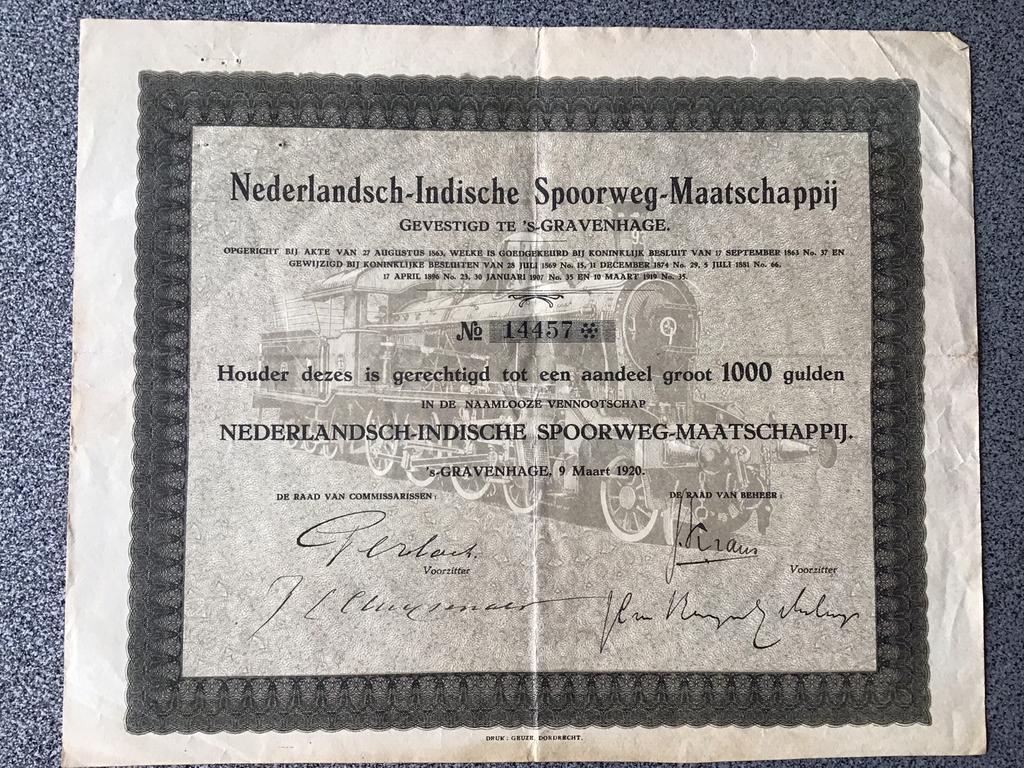 Nederlandsch-Indische Spoorweg-Maatschappij
GEVESTIGD TE 's-GRAVENHAGE.
OPGERICHT BIJ AKTE VAN 27 AUGUSTUS 1863, WELKE IS GOEDGEKEURD BIJ KONINKLIJK BESLUIT VAN 17 SEPTEMBER 1863 No. 37 EN
GEWIJZIGD BIJ KONINKLIJKE BESLUITEN VAN 28 JULI 1869 No. 15, 11 DECEMBER 1874 No. 29, 5 JULI 1881 No. 66,
17 APRIL 1896 No. 23, 30 JANUARI 1907 No. 35 EN 10 MAART 1919 No. 35.
No 14457
Houder dezes is gerechtigd tot een aandeel groot 1000 gulden
IN DE NAAMLOOZE VENNOOTSCHAP
NEDERLANDSCH-INDISCHE SPOORWEG-MAATSCHAPPIJ.
's-GRAVENHAGE, 9 Maart 1920.
DE RAAD VAN COMMISSARISSEN: DE RAAD VAN BEHEER:
J. Kraus
Voorzitter Voorzitter
DRUK: GEUZE DORDRECHT.